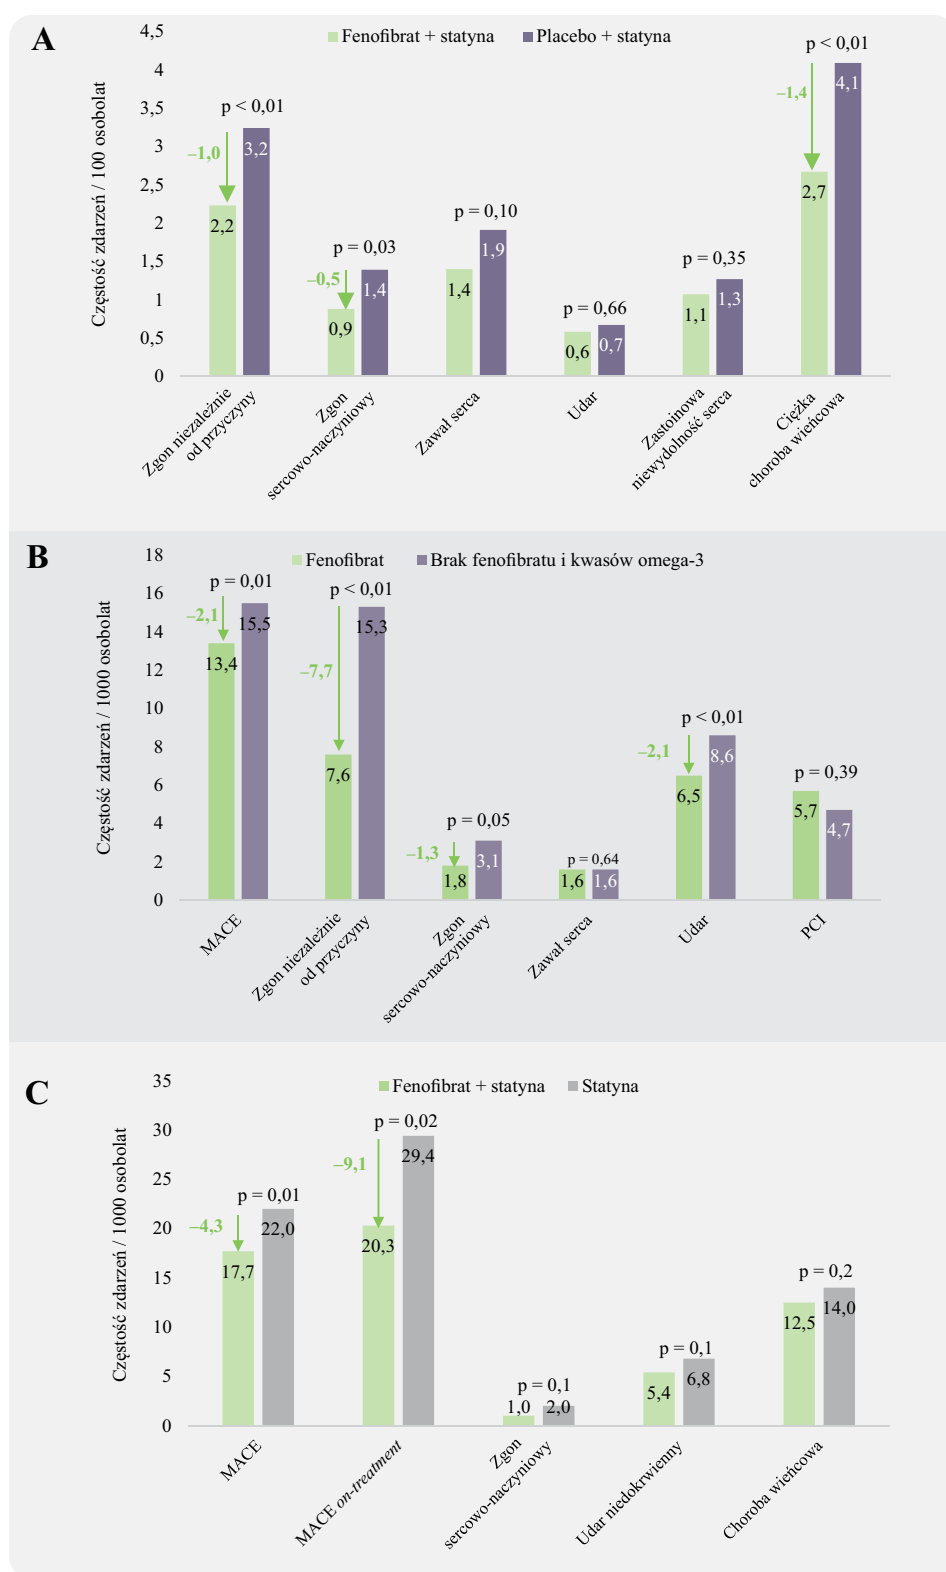 A
Fenofibrat + statyna
Placebo + statyna
Częstość zdarzeń / 100 osobolat
4,5
4
3,5
3
2,5
2
1,5
1
0,5
0
p < 0,01
–1,0
2,2
3,2
p = 0,03
–0,5
0,9
1,4
p = 0,10
1,4
1,9
p = 0,66
0,6
0,7
p = 0,35
1,1
1,3
p < 0,01
–1,4
2,7
4,1
Zgon niezależnie
od przyczyny
Zgon
sercowo-naczyniowy
Zawał serca
Udar
Zastoinowa
niewydolność serca
Ciężka
choroba wieńcowa
B
Fenofibrat
Brak fenofibratu i kwasów omega-3
Częstość zdarzeń / 1000 osobolat
18
16
14
12
10
8
6
4
2
0
p = 0,01
–2,1
13,4
15,5
p < 0,01
–7,7
7,6
15,3
p = 0,05
–1,3
1,8
3,1
p = 0,64
1,6
1,6
p < 0,01
–2,1
6,5
8,6
p = 0,39
5,7
4,7
MACE
Zgon niezależnie
od przyczyny
Zgon
sercowo-naczyniowy
Zawał serca
Udar
PCI
C
Fenofibrat + statyna
Statyna
Częstość zdarzeń / 1000 osobolat
35
30
25
20
15
10
5
0
p = 0,01
–4,3
17,7
22,0
p = 0,02
–9,1
20,3
29,4
p = 0,1
1,0
2,0
p = 0,1
5,4
6,8
p = 0,2
12,5
14,0
MACE
MACE on-treatment
Zgon
sercowo-naczyniowy
Udar niedokrwienny
Choroba wieńcowa